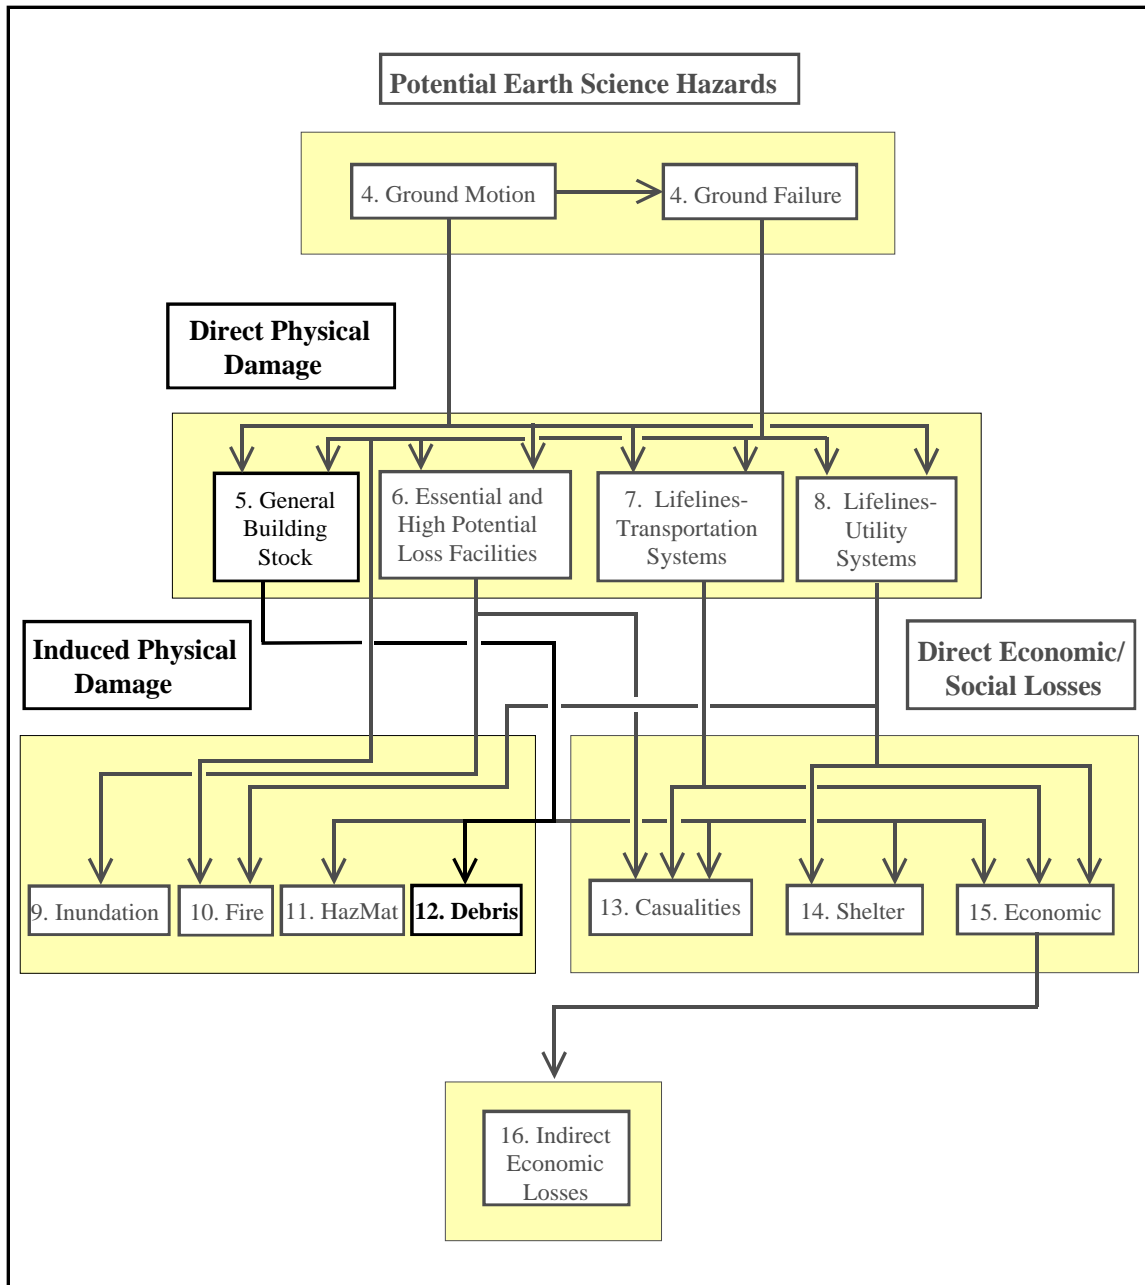 Potential Earth Science Hazards
4. Ground Motion
4. Ground Failure
Direct Physical
Damage
5. General
Building
Stock
6. Essential and
High Potential
Loss Facilities
7. Lifelines-
Transportation
Systems
8. Lifelines-
Utility
Systems
Induced Physical
Damage
Direct Economic/
Social Losses
9. Inundation
10. Fire
11. HazMat
12. Debris
13. Casualities
14. Shelter
15. Economic
16. Indirect
Economic
Losses